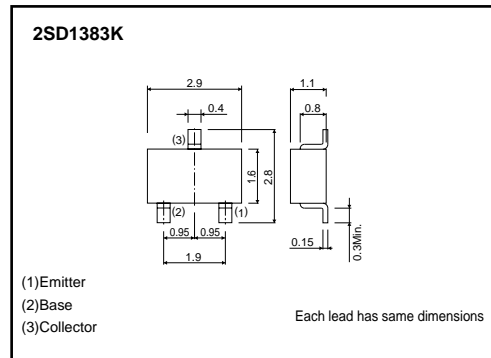 2SD1383K
2.9
1.1
0.4
0.8
(3)
1.6
2.8
(2)
(1)
0.95
0.95
0.15
0.3Min.
1.9
(1)Emitter
(2)Base
(3)Collector
Each lead has same dimensions